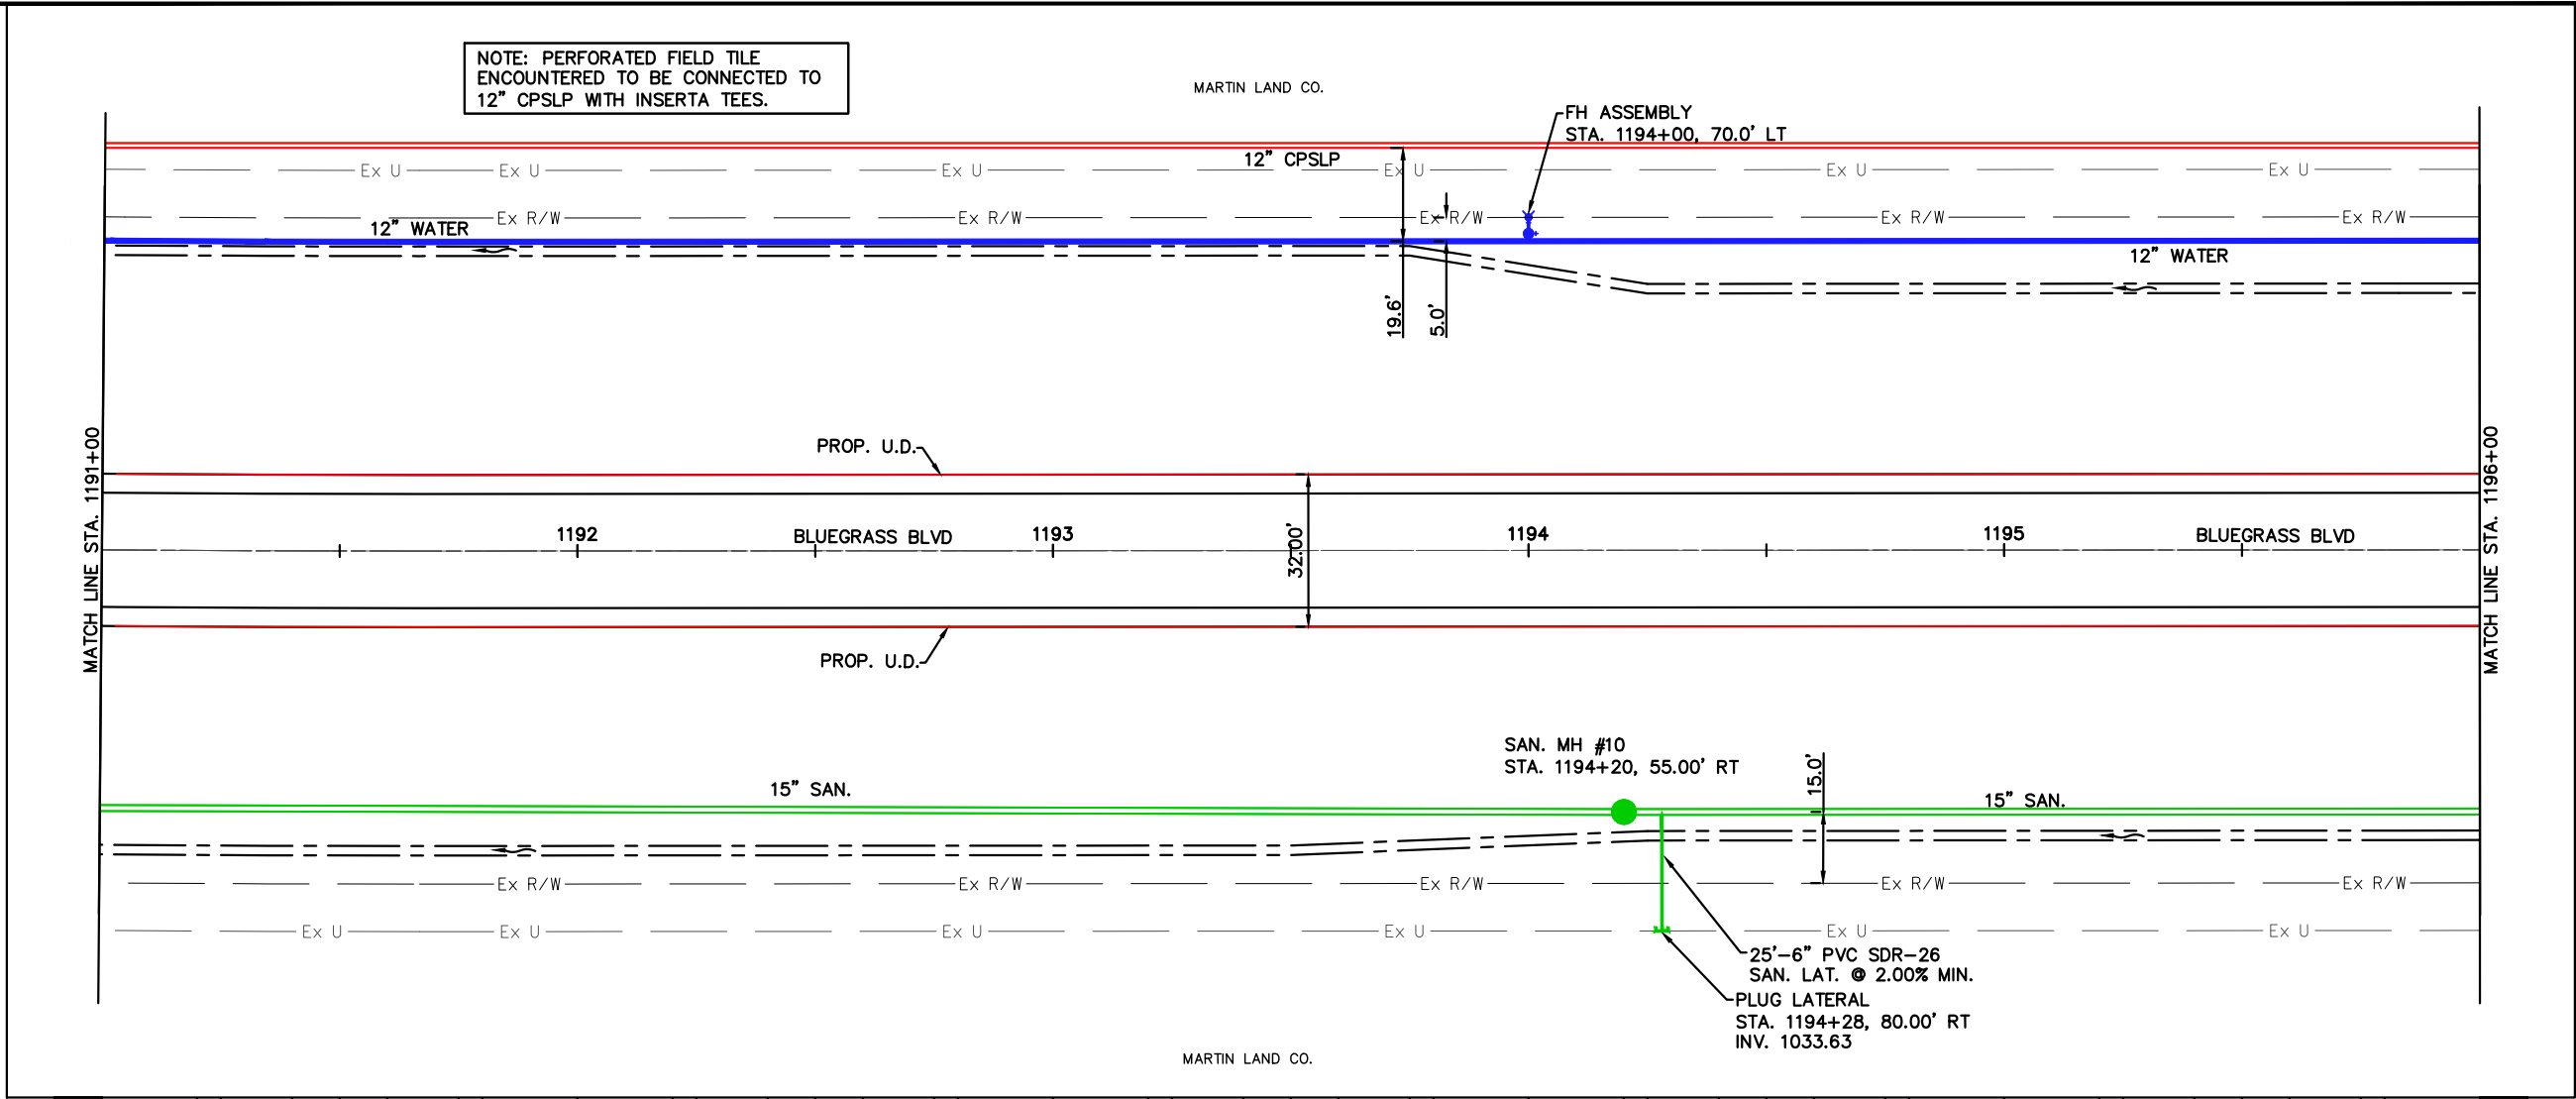 NOTE: PERFORATED FIELD TILE
ENCOUNTERED TO BE CONNECTED TO
12" CPSLP WITH INSERTA TEES.
MARTIN LAND CO.
FH ASSEMBLY
STA. 1194+00, 70.0' LT
12" CPSLP
Ex U Ex U Ex U Ex U Ex U Ex U
Ex R/W Ex R/W Ex R/W Ex R/W Ex R/W
12" WATER
12" WATER
19.6'
5.0'
MATCH LINE STA. 1191+00
MATCH LINE STA. 1196+00
PROP. U.D.
1192 BLUEGRASS BLVD 1193 1194 1195 BLUEGRASS BLVD
32.00'
PROP. U.D.
SAN. MH #10
STA. 1194+20, 55.00' RT
15.0'
15" SAN.
15" SAN.
Ex R/W Ex R/W Ex R/W Ex R/W Ex R/W
Ex U Ex U Ex U Ex U Ex U Ex U
25'-6" PVC SDR-26
SAN. LAT. @ 2.00% MIN.
PLUG LATERAL
STA. 1194+28, 80.00' RT
INV. 1033.63
MARTIN LAND CO.